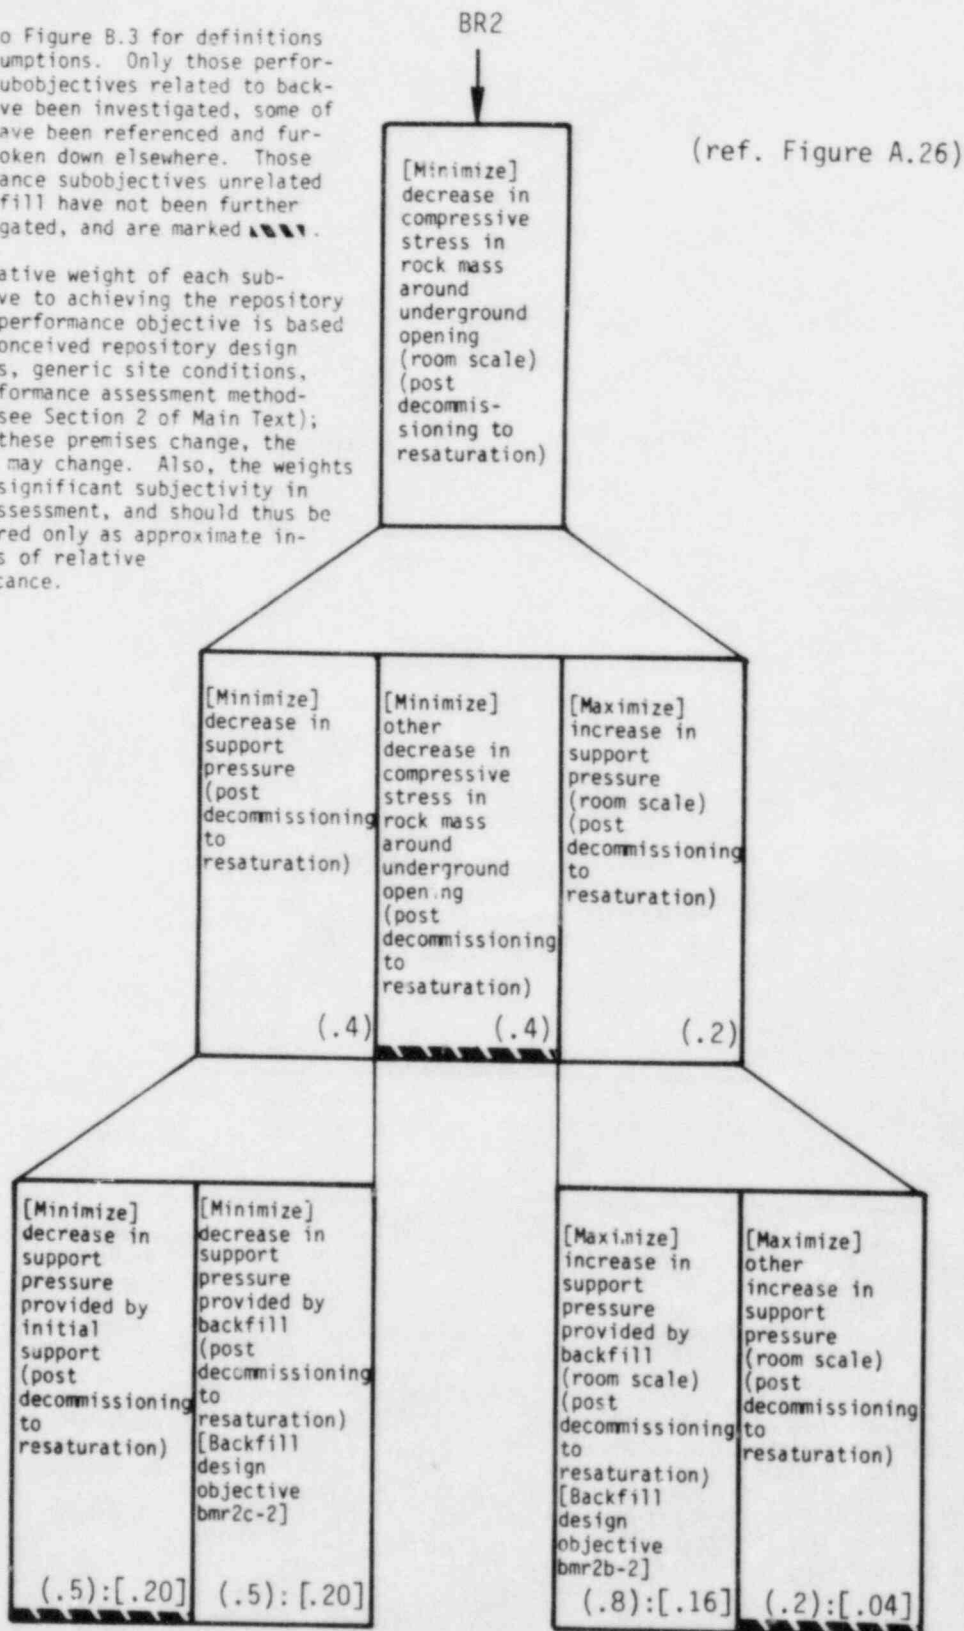 BR2
(ref. Figure A.26)
o Figure B.3 for definitions
umptions. Only those perfor-
ubobjectives related to back-
ve been investigated, some of
ave been referenced and fur-
oken down elsewhere. Those
ance subobjectives unrelated
fill have not been further
gated, and are marked
ative weight of each sub-
ve to achieving the repository
performance objective is based
onceived repository design
s, generic site conditions,
formance assessment method-
see Section 2 of Main Text);
these premises change, the
may change. Also, the weights
significant subjectivity in
ssessment, and should thus be
red only as approximate in-
s of relative
tance.
[Minimize]
decrease in
compressive
stress in
rock mass
around
underground
opening
(room scale)
(post
decommis-
sioning to
resaturation)
[Minimize]
decrease in
support
pressure
(post
decommissioning
to
resaturation)
(.4)
[Minimize]
other
decrease in
compressive
stress in
rock mass
around
underground
opening
(post
decommissioning
to
resaturation)
(.4)
[Maximize]
increase in
support
pressure
(room scale)
(post
decommissioning
to
resaturation)
(.2)
[Minimize]
decrease in
support
pressure
provided by
initial
support
(post
decommissioning
to
resaturation)
(.5):[.20]
[Minimize]
decrease in
support
pressure
provided by
backfill
(post
decommissioning
to
resaturation)
[Backfill
design
objective
bmr2c-2]
(.5):[.20]
[Maximize]
increase in
support
pressure
provided by
backfill
(room scale)
(post
decommissioning
to
resaturation)
[Backfill
design
objective
bmr2b-2]
(.8):[.16]
[Maximize]
other
increase in
support
pressure
(room scale)
(post
decommissioning
to
resaturation)
(.2):[.04]